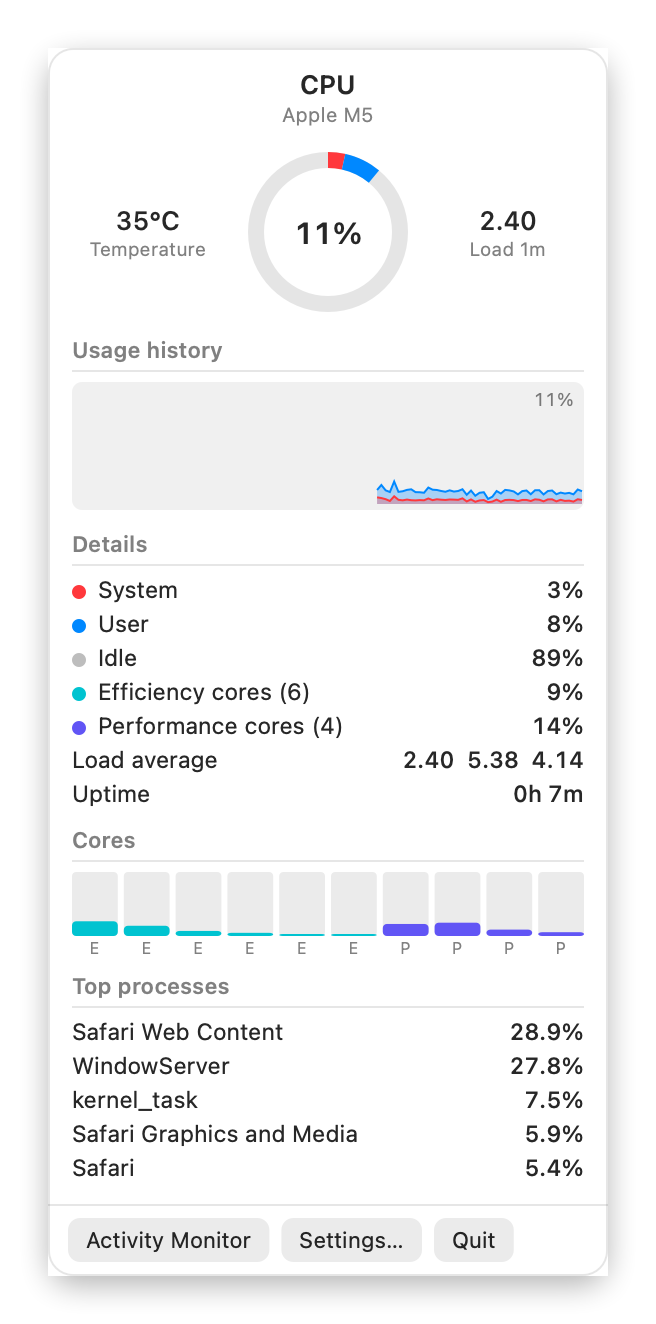 CPU
Apple M5
35°C
Temperature
11%
2.40
Load 1m
Usage history
11%
Details
System 3%
User 8%
Idle 89%
Efficiency cores (6) 9%
Performance cores (4) 14%
Load average 2.40 5.38 4.14
Uptime 0h 7m
Cores
E E E E E E P P P P
Top processes
Safari Web Content 28.9%
WindowServer 27.8%
kernel_task 7.5%
Safari Graphics and Media 5.9%
Safari 5.4%
Activity Monitor Settings... Quit